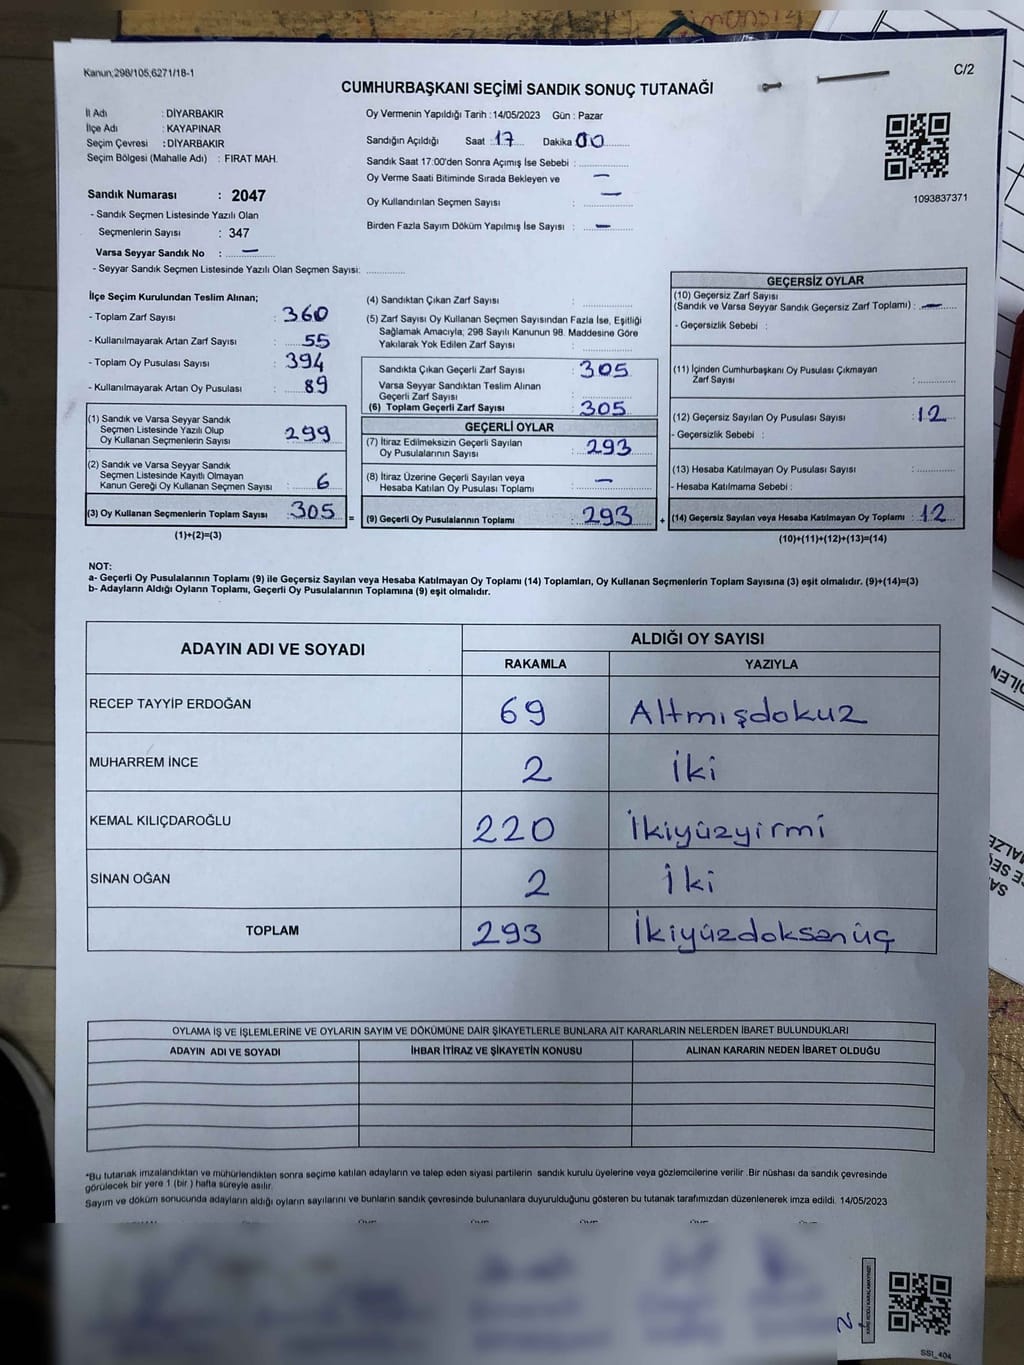 Kanun;298/105,6271/18-1
C/2
CUMHURBAŞKANI SEÇİMİ SANDIK SONUÇ TUTANAĞI
İl Adı : DİYARBAKIR
İlçe Adı : KAYAPINAR
Seçim Çevresi : DİYARBAKIR
Seçim Bölgesi (Mahalle Adı) : FIRAT MAH.
Sandık Numarası : 2047
- Sandık Seçmen Listesinde Yazılı Olan
Seçmenlerin Sayısı : 347
Varsa Seyyar Sandık No : —
- Seyyar Sandık Seçmen Listesinde Yazılı Olan Seçmen Sayısı: ............
Oy Vermenin Yapıldığı Tarih : 14/05/2023 Gün : Pazar
Sandığın Açıldığı Saat : 17 Dakika : 00
Sandık Saat 17:00'den Sonra Açımış İse Sebebi : ...............
Oy Verme Saati Bitiminde Sırada Bekleyen ve —
Oy Kullandırılan Seçmen Sayısı : —
Birden Fazla Sayım Döküm Yapılmış İse Sayısı : —
1093837371
İlçe Seçim Kurulundan Teslim Alınan;
- Toplam Zarf Sayısı : 360
- Kullanılmayarak Artan Zarf Sayısı : 55
- Toplam Oy Pusulası Sayısı : 394
- Kullanılmayarak Artan Oy Pusulası : 89
(1) Sandık ve Varsa Seyyar Sandık
Seçmen Listesinde Yazılı Olup
Oy Kullanan Seçmenlerin Sayısı : 299
(2) Sandık ve Varsa Seyyar Sandık
Seçmen Listesinde Kayıtlı Olmayan
Kanun Gereği Oy Kullanan Seçmen Sayısı : 6
(3) Oy Kullanan Seçmenlerin Toplam Sayısı : 305 =
(1)+(2)=(3)
(4) Sandıktan Çıkan Zarf Sayısı : ...............
(5) Zarf Sayısı Oy Kullanan Seçmen Sayısından Fazla İse, Eşitliği
Sağlamak Amacıyla; 298 Sayılı Kanunun 98. Maddesine Göre
Yakılarak Yok Edilen Zarf Sayısı : ...............
Sandıkta Çıkan Geçerli Zarf Sayısı : 305
Varsa Seyyar Sandıktan Teslim Alınan
Geçerli Zarf Sayısı : ...............
(6) Toplam Geçerli Zarf Sayısı : 305
GEÇERLİ OYLAR
(7) İtiraz Edilmeksizin Geçerli Sayılan
Oy Pusulalarının Sayısı : 293
(8) İtiraz Üzerine Geçerli Sayılan veya
Hesaba Katılan Oy Pusulası Toplamı : —
(9) Geçerli Oy Pusulalarının Toplamı : 293 +
GEÇERSİZ OYLAR
(10) Geçersiz Zarf Sayısı
(Sandık ve Varsa Seyyar Sandık Geçersiz Zarf Toplamı) : —
- Geçersizlik Sebebi :
(11) İçinden Cumhurbaşkanı Oy Pusulası Çıkmayan
Zarf Sayısı : ............
(12) Geçersiz Sayılan Oy Pusulası Sayısı : 12
- Geçersizlik Sebebi :
(13) Hesaba Katılmayan Oy Pusulası Sayısı : ............
- Hesaba Katılmama Sebebi :
(14) Geçersiz Sayılan veya Hesaba Katılmayan Oy Toplamı : 12
(10)+(11)+(12)+(13)=(14)
NOT:
a- Geçerli Oy Pusulalarının Toplamı (9) ile Geçersiz Sayılan veya Hesaba Katılmayan Oy Toplamı (14) Toplamları, Oy Kullanan Seçmenlerin Toplam Sayısına (3) eşit olmalıdır. (9)+(14)=(3)
b- Adayların Aldığı Oyların Toplamı, Geçerli Oy Pusulalarının Toplamına (9) eşit olmalıdır.
ADAYIN ADI VE SOYADI
ALDIĞI OY SAYISI
RAKAMLA YAZIYLA
RECEP TAYYİP ERDOĞAN 69 Altmışdokuz
MUHARREM İNCE 2 İki
KEMAL KILIÇDAROĞLU 220 İkiyüzyirmi
SİNAN OĞAN 2 İki
TOPLAM 293 İkiyüzdoksanüç
OYLAMA İŞ VE İŞLEMLERİNE VE OYLARIN SAYIM VE DÖKÜMÜNE DAİR ŞİKAYETLERLE BUNLARA AİT KARARLARIN NELERDEN İBARET BULUNDUKLARI
ADAYIN ADI VE SOYADI İHBAR İTİRAZ VE ŞİKAYETİN KONUSU ALINAN KARARIN NEDEN İBARET OLDUĞU
*Bu tutanak imzalandıktan ve mühürlendikten sonra seçime katılan adayların ve talep eden siyasi partilerin sandık kurulu üyelerine veya gözlemcilerine verilir. Bir nüshası da sandık çevresinde
görülecek bir yere 1 (bir ) hafta süreyle asılır.
Sayım ve döküm sonucunda adayların aldığı oyların sayılarını ve bunların sandık çevresinde bulunanlara duyurulduğunu gösteren bu tutanak tarafımızdan düzenlenerek imza edildi. 14/05/2023
SSI_404